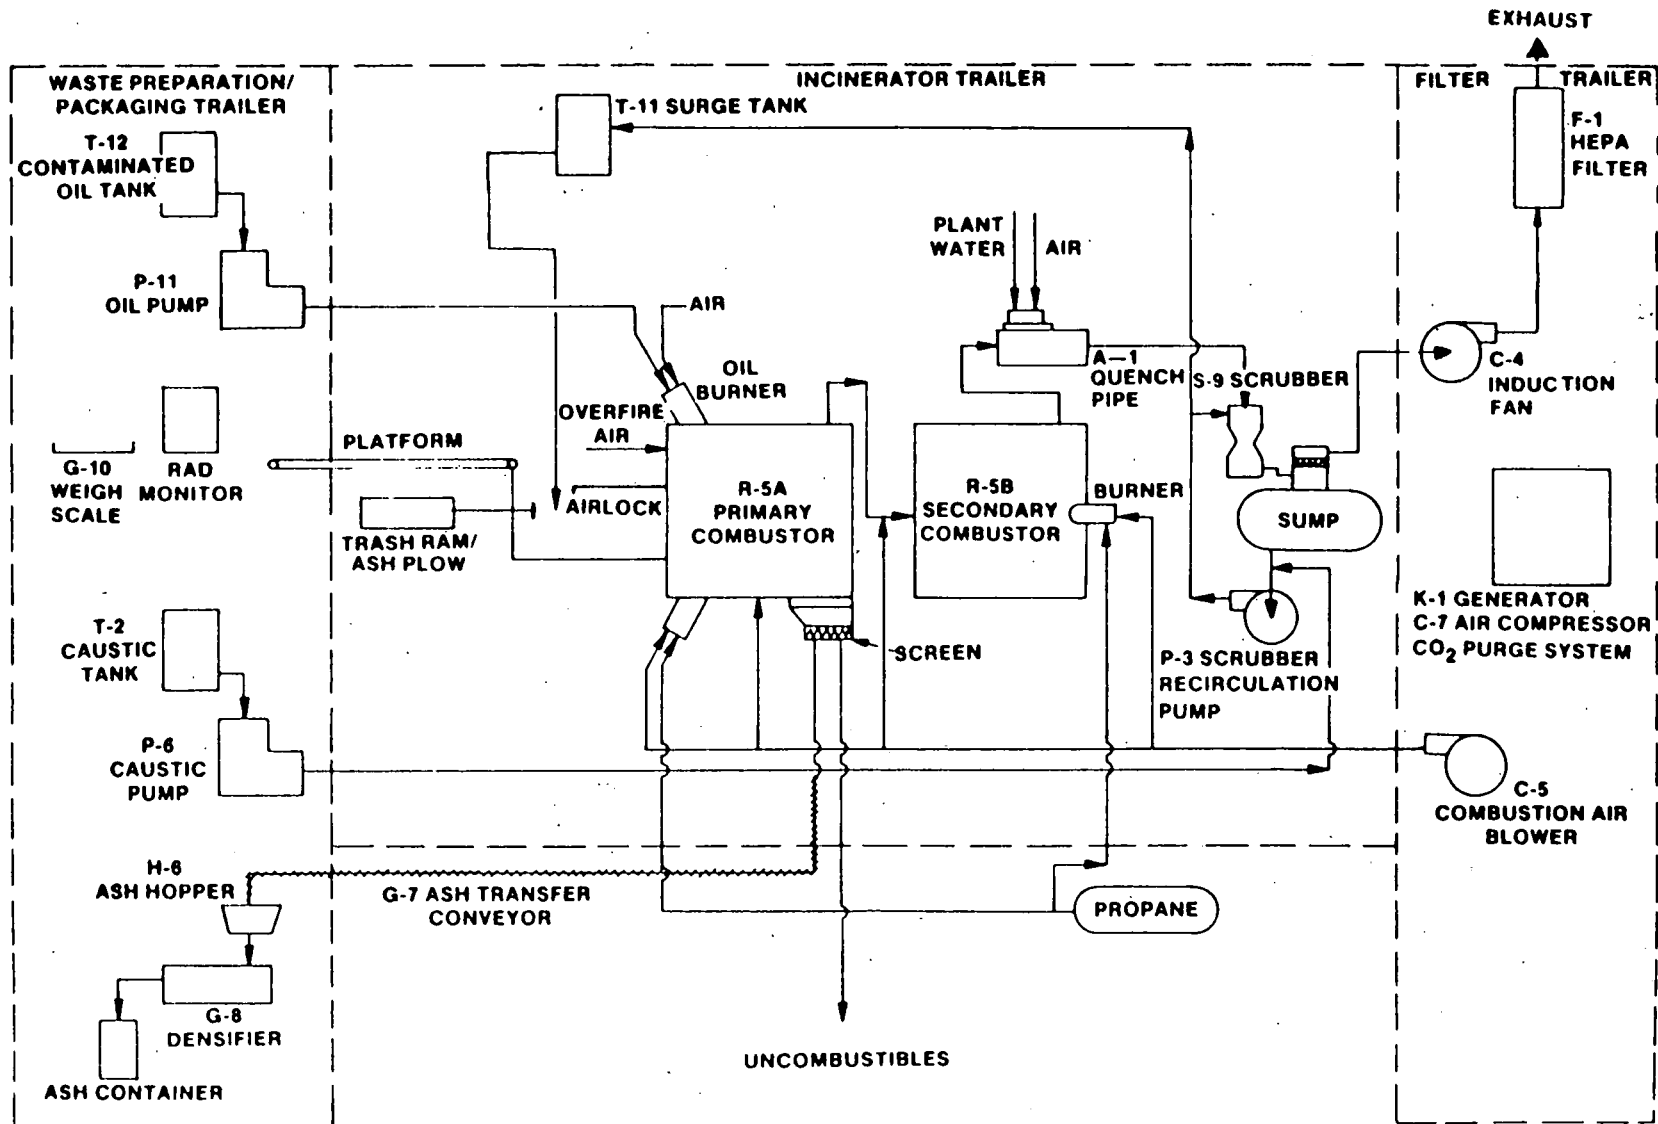 EXHAUST
WASTE PREPARATION/
PACKAGING TRAILER
INCINERATOR TRAILER
FILTER TRAILER
T-12
CONTAMINATED
OIL TANK
T-11 SURGE TANK
F-1
HEPA
FILTER
PLANT
WATER
AIR
P-11
OIL PUMP
AIR
OIL
BURNER
A-1
QUENCH
PIPE
S-9 SCRUBBER
C-4
INDUCTION
FAN
OVERFIRE
AIR
PLATFORM
G-10
WEIGH
SCALE
RAD
MONITOR
AIRLOCK
R-5A
PRIMARY
COMBUSTOR
R-5B
SECONDARY
COMBUSTOR
BURNER
SUMP
TRASH RAM/
ASH PLOW
K-1 GENERATOR
C-7 AIR COMPRESSOR
CO2 PURGE SYSTEM
T-2
CAUSTIC
TANK
SCREEN
P-3 SCRUBBER
RECIRCULATION
PUMP
P-6
CAUSTIC
PUMP
C-5
COMBUSTION AIR
BLOWER
H-6
ASH HOPPER
G-7 ASH TRANSFER
CONVEYOR
PROPANE
G-8
DENSIFIER
UNCOMBUSTIBLES
ASH CONTAINER